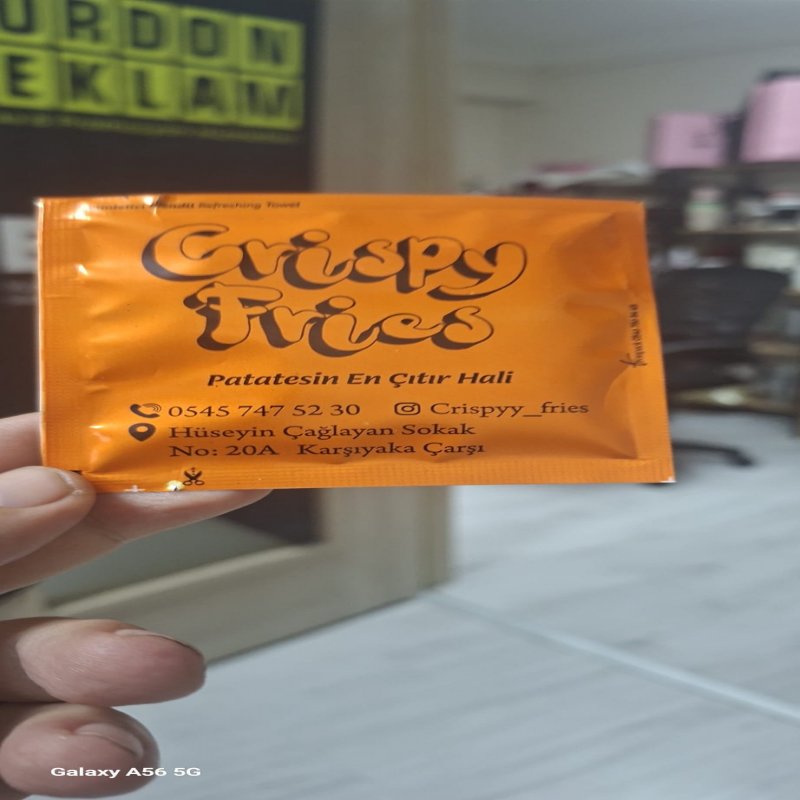 URDON
EKLAM
Refreshing Towel
Crispy
Fries
Patatesin En Çıtır Hali
0545 747 52 30 Crispyy_fries
Hüseyin Çağlayan Sokak
No: 20A Karşıyaka Çarşı
Galaxy A56 5G